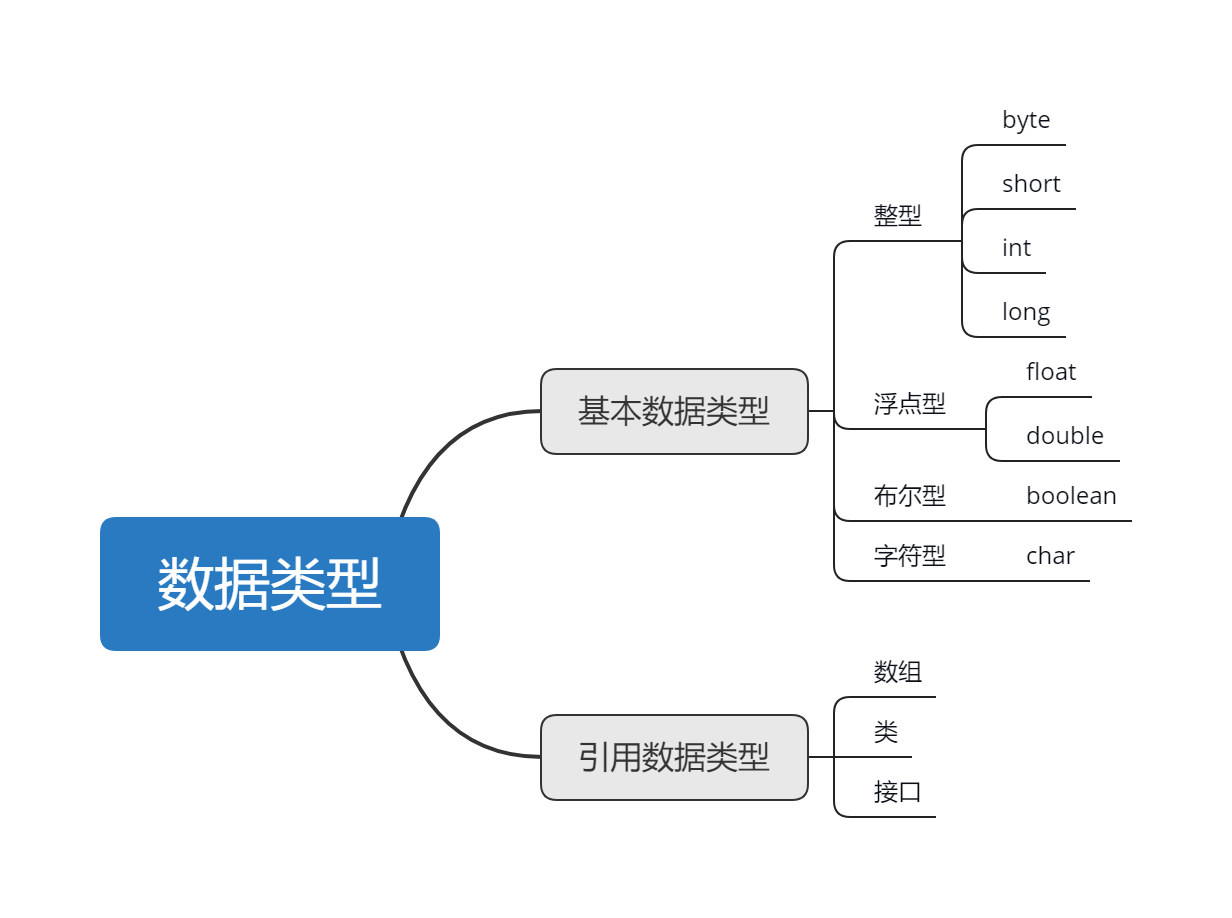 数据类型
基本数据类型
整型
byte
short
int
long
浮点型
float
double
布尔型 boolean
字符型 char
引用数据类型
数组
类
接口